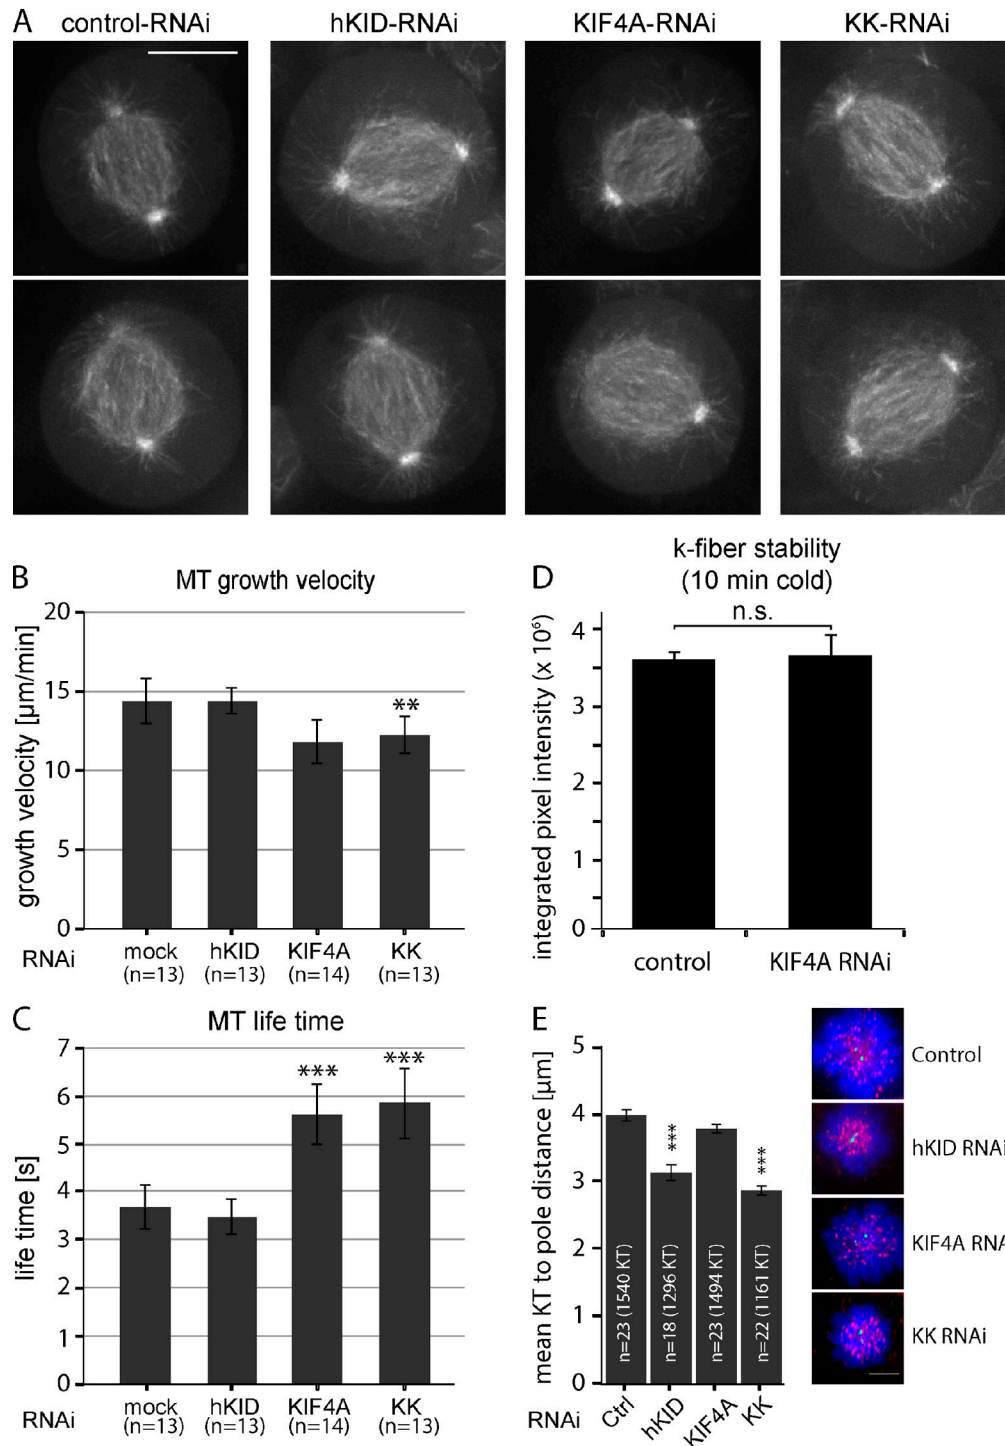 A control-RNAi hKID-RNAi KIF4A-RNAi KK-RNAi
B MT growth velocity
growth velocity [µm/min]
20
15
10
5
0
**
RNAi mock hKID KIF4A KK
(n=13) (n=13) (n=14) (n=13)
C MT life time
life time [s]
7
6
5
4
3
2
1
0
*** ***
RNAi mock hKID KIF4A KK
(n=13) (n=13) (n=14) (n=13)
D k-fiber stability
(10 min cold)
n.s.
integrated pixel intensity (x 10⁶)
4
3
2
1
0
control KIF4A RNAi
E
mean KT to pole distance [µm]
5
4
3
2
1
0
*** ***
n=23 (1540 KT)
n=18 (1296 KT)
n=23 (1494 KT)
n=22 (1161 KT)
RNAi Ctrl hKID KIF4A KK
Control
hKID RNAi
KIF4A RNA
KK RNAi